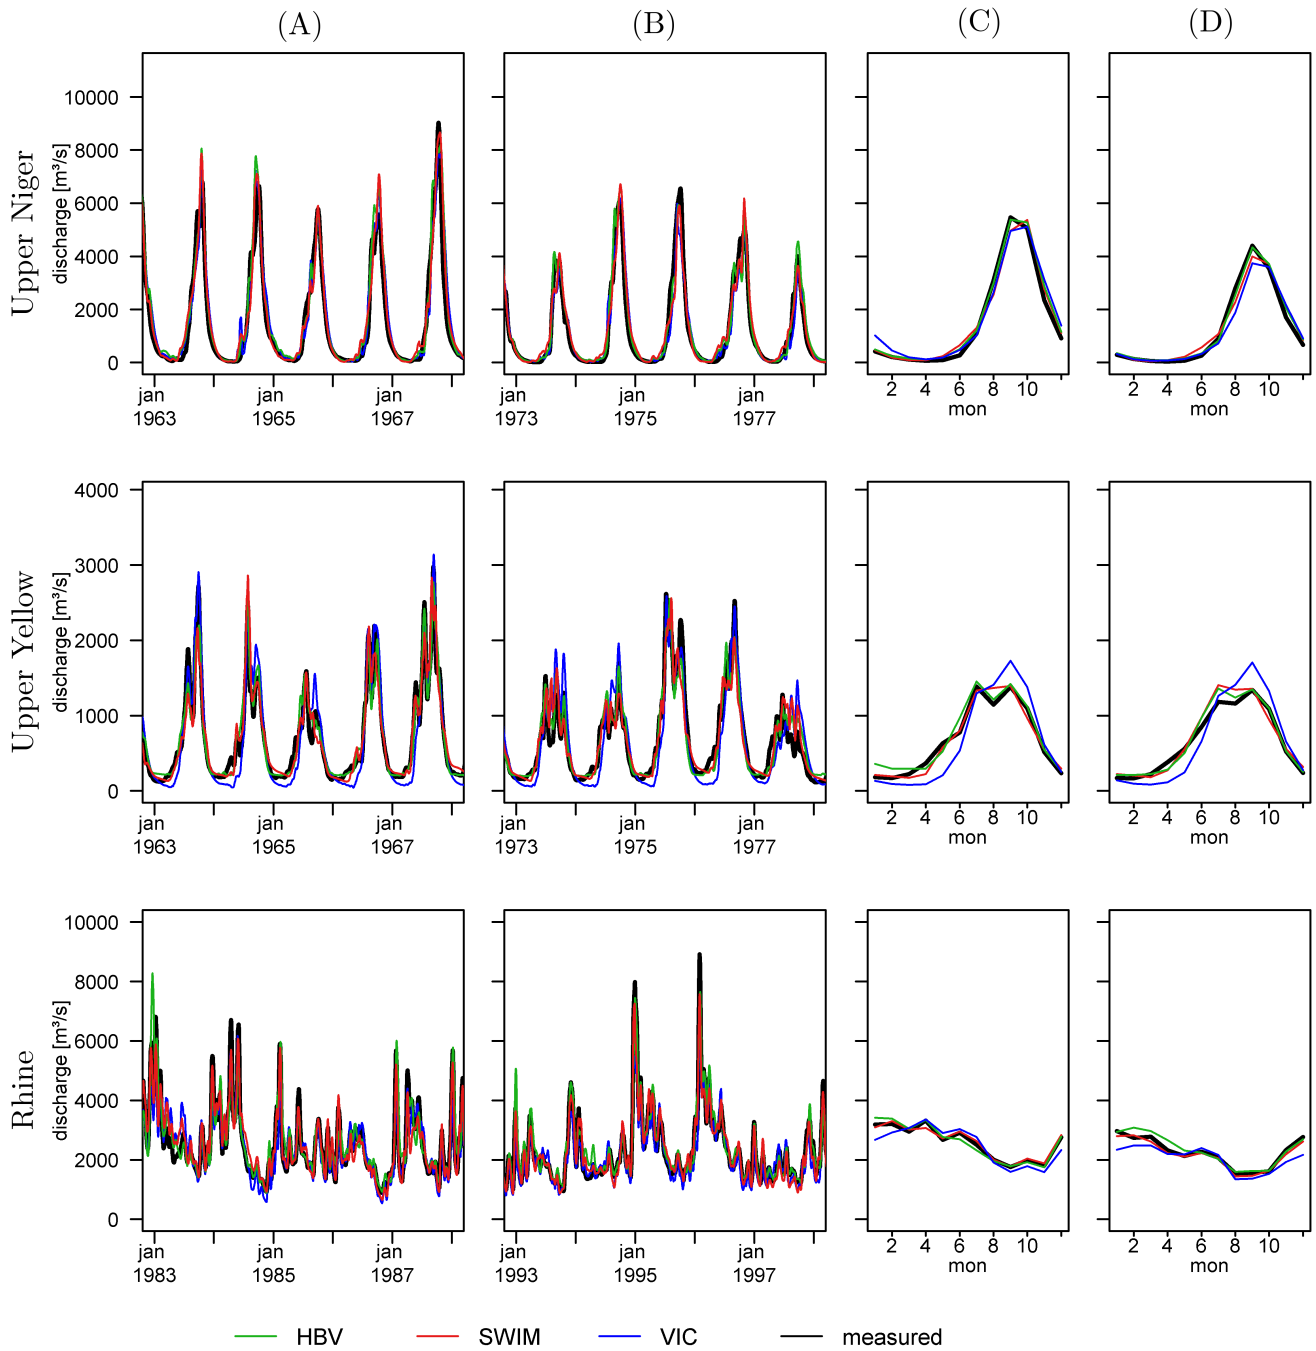 (A) (B) (C) (D)
Upper Niger
discharge [m³/s]
10000
8000
6000
4000
2000
0
jan jan jan jan jan jan
1963 1965 1967 1973 1975 1977
2 4 6 8 10 2 4 6 8 10
mon mon
Upper Yellow
discharge [m³/s]
4000
3000
2000
1000
0
jan jan jan jan jan jan
1963 1965 1967 1973 1975 1977
2 4 6 8 10 2 4 6 8 10
mon mon
Rhine
discharge [m³/s]
10000
8000
6000
4000
2000
0
jan jan jan jan jan jan
1983 1985 1987 1993 1995 1997
2 4 6 8 10 2 4 6 8 10
mon mon
HBV SWIM VIC measured